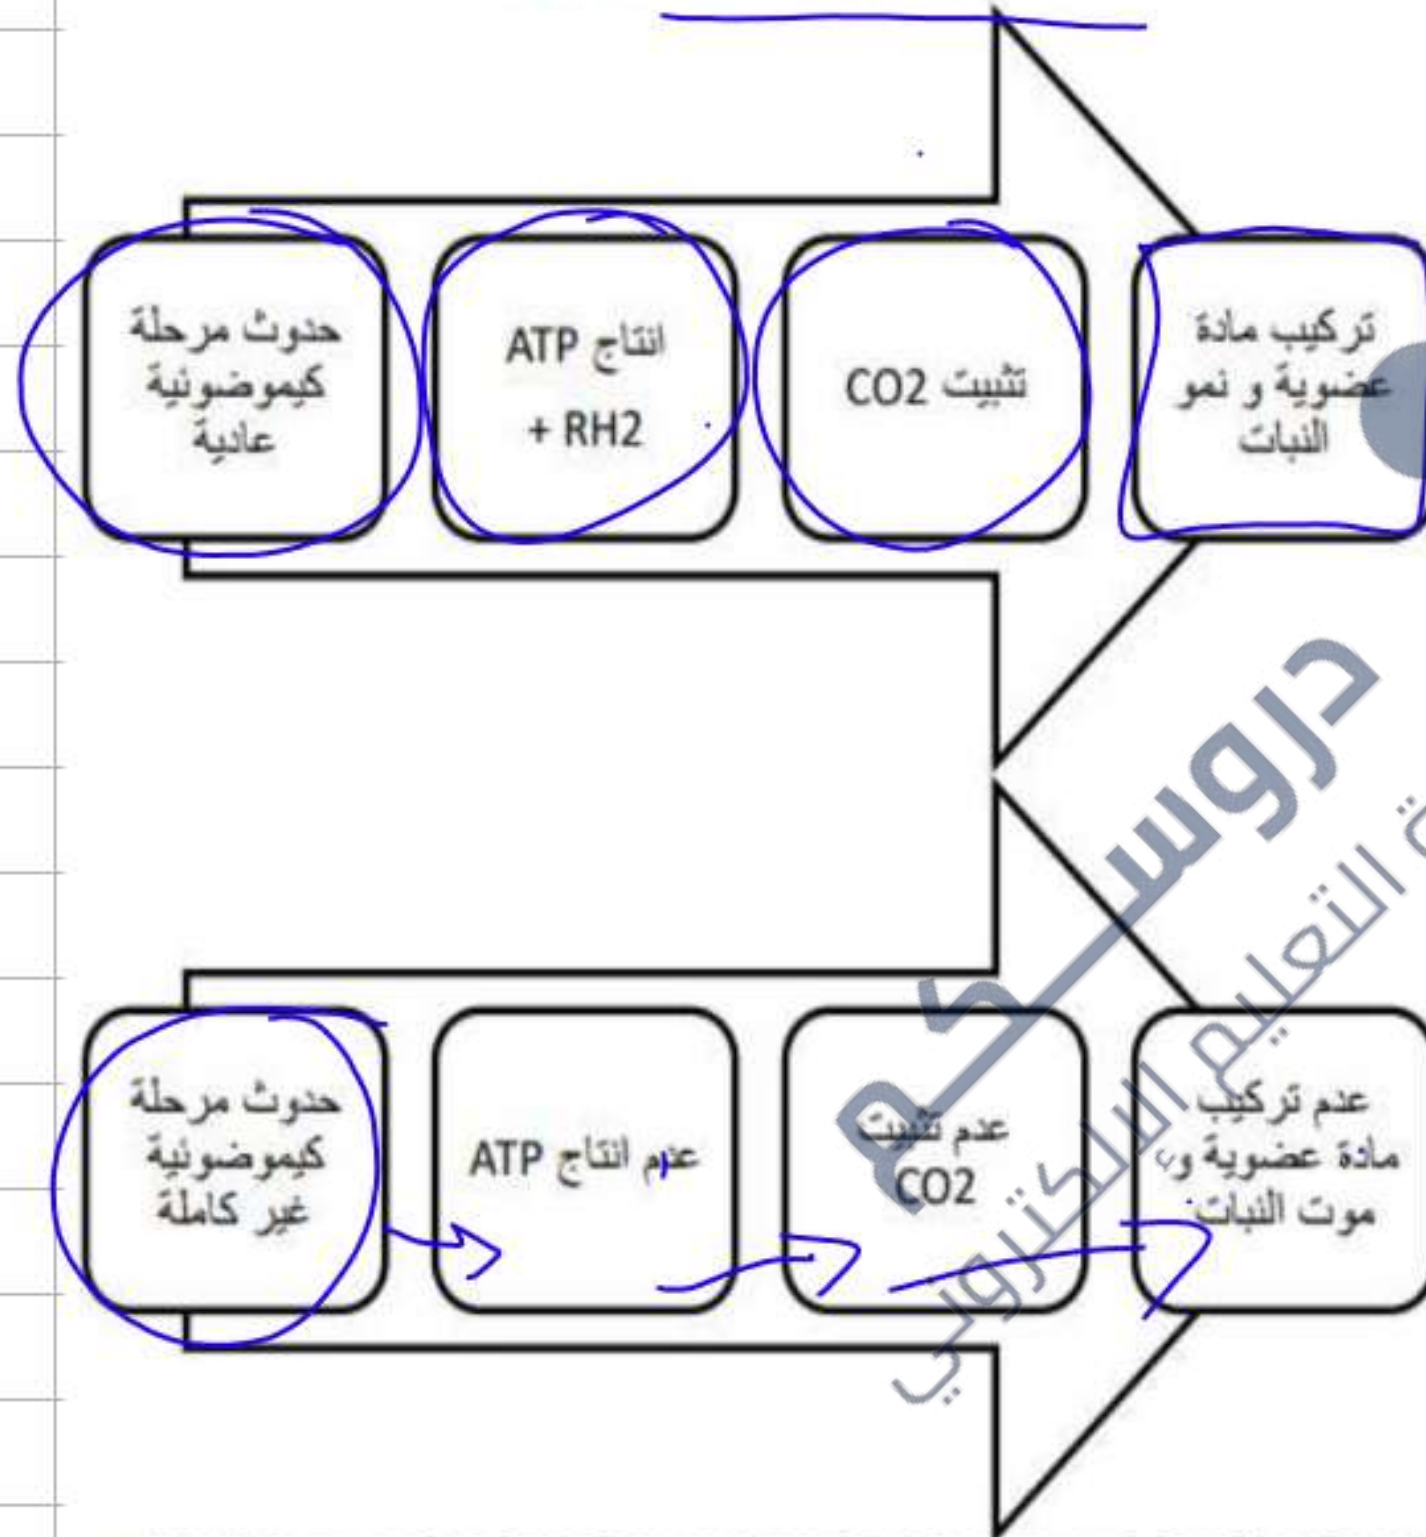 حدوث مرحلة
كيموضوئية
عادية
انتاج ATP
+ RH2
تثبيت CO2
تركيب مادة
عضوية و نمو
النبات
حدوث مرحلة
كيموضوئية
غير كاملة
عدم انتاج ATP
عدم تثبيت
CO2
عدم تركيب
مادة عضوية و
موت النبات
دروسكم
التعليم الالكتروني